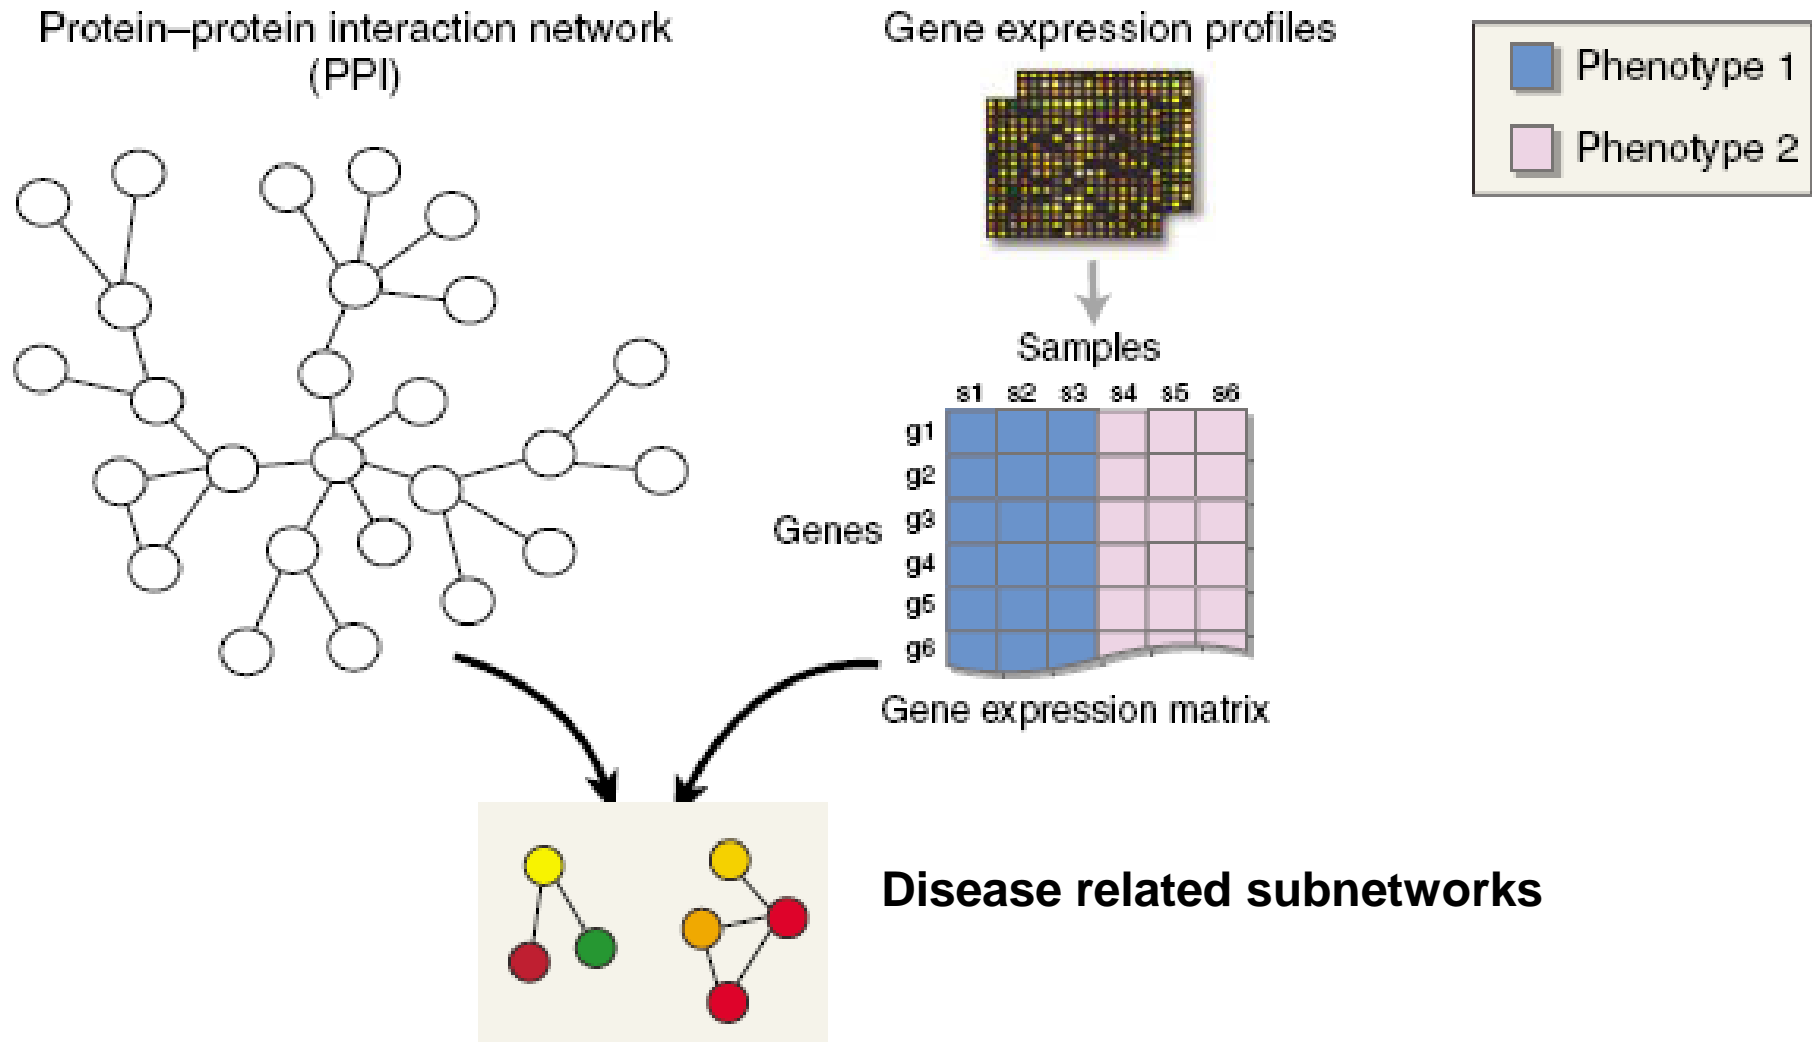 Protein–protein interaction network
(PPI)
Gene expression profiles
Phenotype 1
Phenotype 2
Samples
s1 s2 s3 s4 s5 s6
g1
g2
g3
Genes
g4
g5
g6
Gene expression matrix
Disease related subnetworks